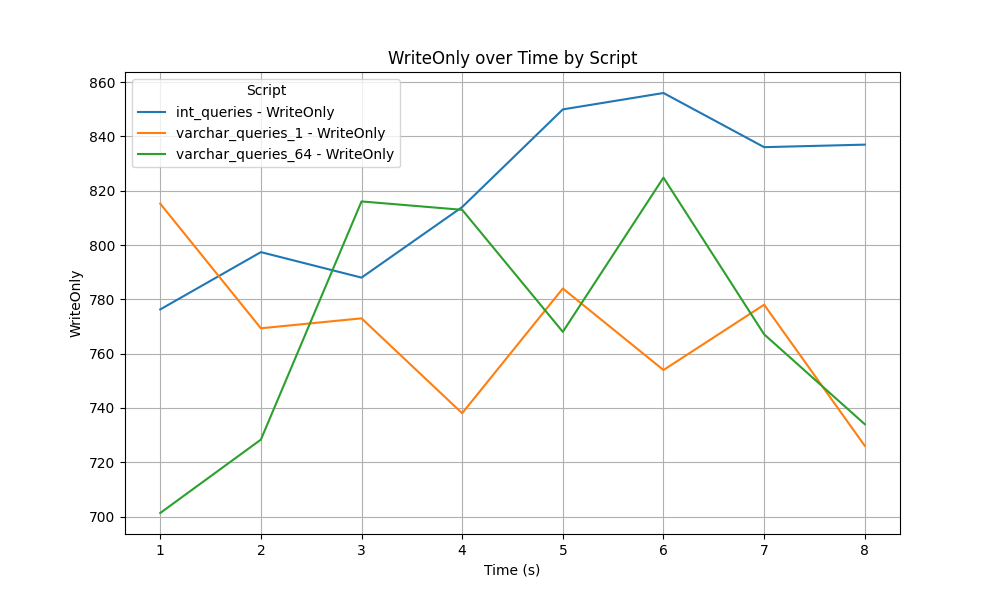 WriteOnly over Time by Script
Script
int_queries - WriteOnly
varchar_queries_1 - WriteOnly
varchar_queries_64 - WriteOnly
WriteOnly
860
840
820
800
780
760
740
720
700
1 2 3 4 5 6 7 8
Time (s)